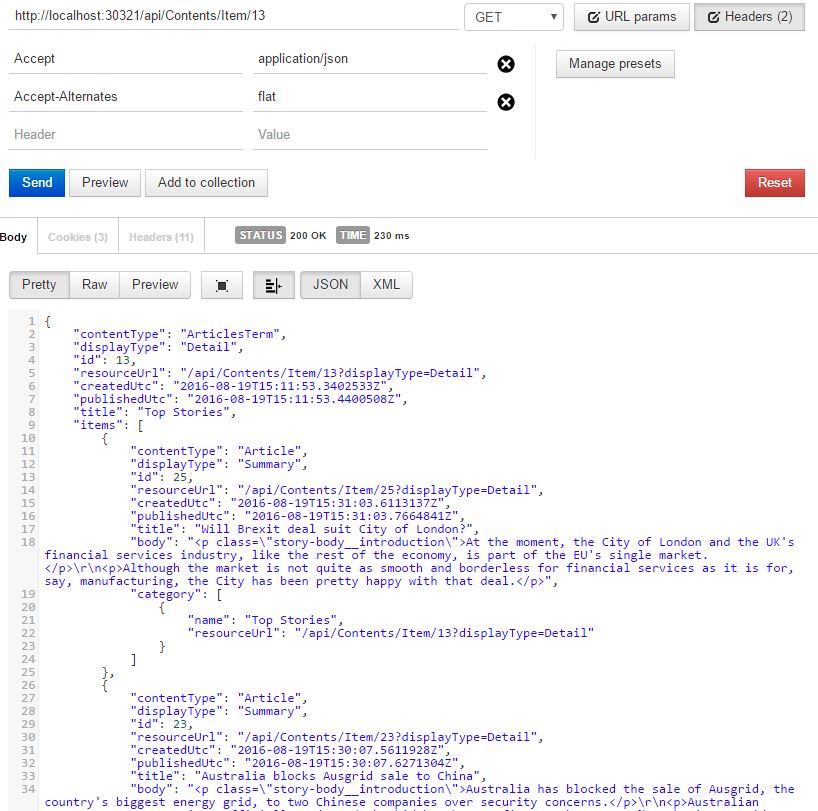 http://localhost:30321/api/Contents/Item/13 GET URL params Headers (2)
Accept application/json Manage presets
Accept-Alternates flat
Header Value
Send Preview Add to collection Reset
Body Cookies (3) Headers (11) STATUS 200 OK TIME 230 ms
Pretty Raw Preview JSON XML
1 {
2 "contentType": "ArticlesTerm",
3 "displayType": "Detail",
4 "id": 13,
5 "resourceUrl": "/api/Contents/Item/13?displayType=Detail",
6 "createdUtc": "2016-08-19T15:11:53.3402533Z",
7 "publishedUtc": "2016-08-19T15:11:53.4400508Z",
8 "title": "Top Stories",
9 "items": [
10 {
11 "contentType": "Article",
12 "displayType": "Summary",
13 "id": 25,
14 "resourceUrl": "/api/Contents/Item/25?displayType=Detail",
15 "createdUtc": "2016-08-19T15:31:03.6113137Z",
16 "publishedUtc": "2016-08-19T15:31:03.7664841Z",
17 "title": "Will Brexit deal suit City of London?",
18 "body": "<p class=\"story-body__introduction\">At the moment, the City of London and the UK's
financial services industry, like the rest of the economy, is part of the EU's single market.
</p>\r\n<p>Although the market is not quite as smooth and borderless for financial services as it is for,
say, manufacturing, the City has been pretty happy with that deal.</p>",
19 "category": [
20 {
21 "name": "Top Stories",
22 "resourceUrl": "/api/Contents/Item/13?displayType=Detail"
23 }
24 ]
25 },
26 {
27 "contentType": "Article",
28 "displayType": "Summary",
29 "id": 23,
30 "resourceUrl": "/api/Contents/Item/23?displayType=Detail",
31 "createdUtc": "2016-08-19T15:30:07.5611928Z",
32 "publishedUtc": "2016-08-19T15:30:07.6271304Z",
33 "title": "Australia blocks Ausgrid sale to China",
34 "body": "<p class=\"story-body__introduction\">Australia has blocked the sale of Ausgrid, the
country's biggest energy grid, to two Chinese companies over security concerns.</p>\r\n<p>Australian